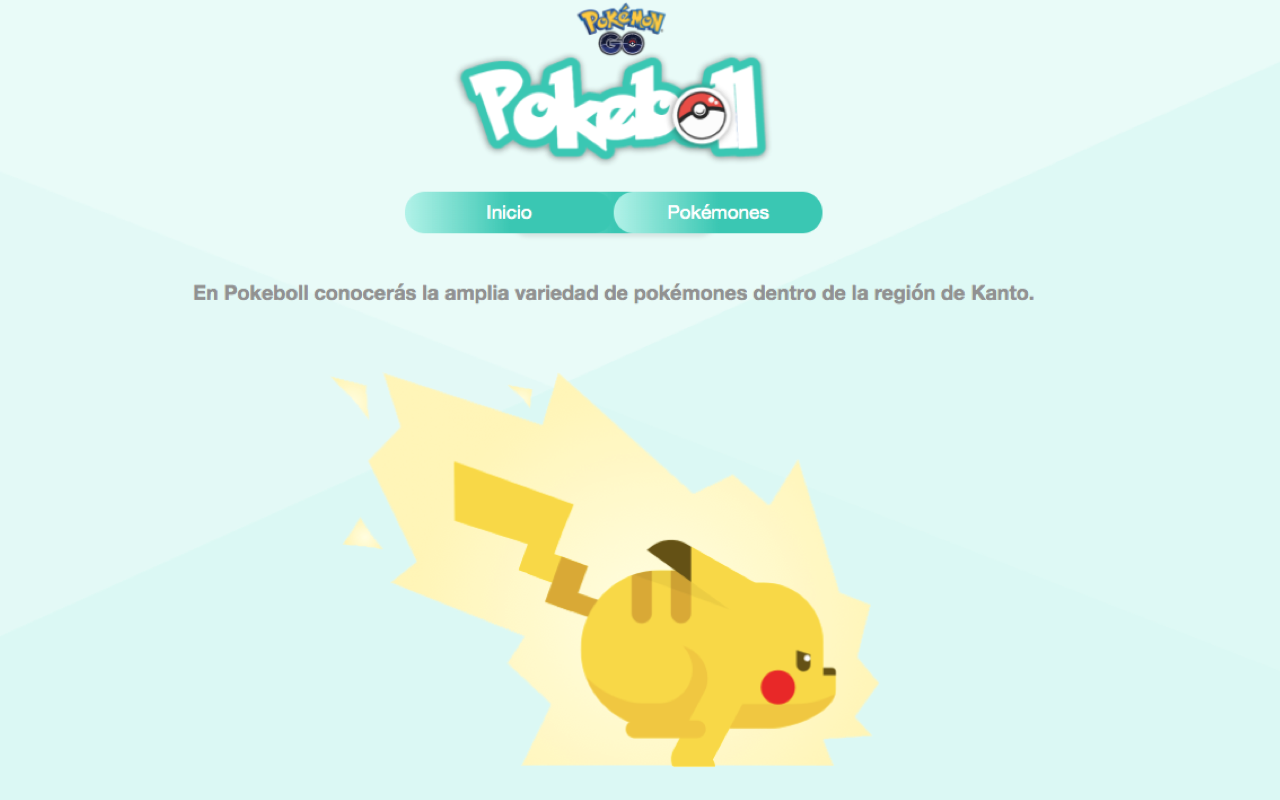 POKÉMON
GO
Pokeboll
Inicio
Pokémones
En Pokeboll conocerás la amplia variedad de pokémones dentro de la región de Kanto.